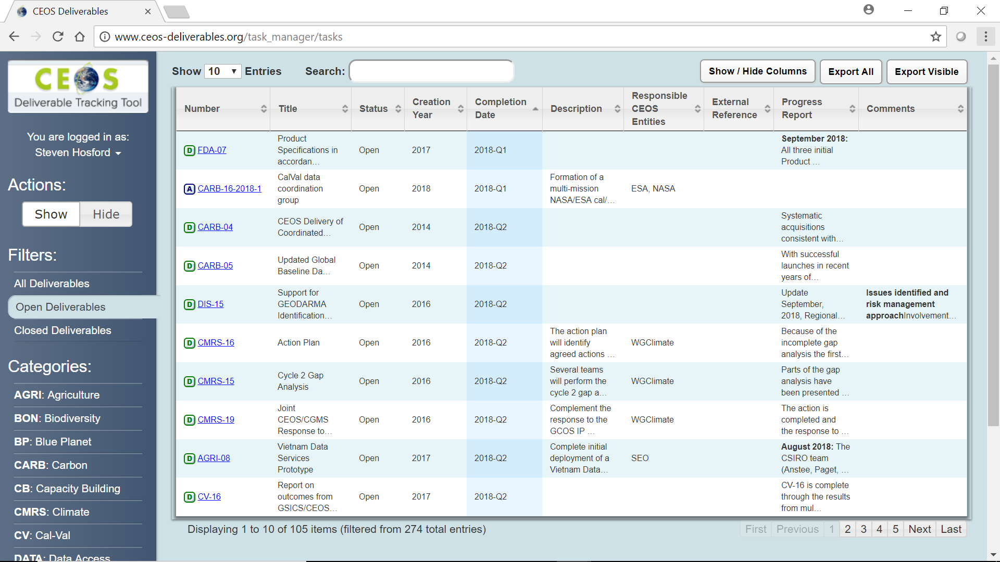 CEOS Deliverables
www.ceos-deliverables.org/task_manager/tasks
CEOS
Deliverable Tracking Tool
You are logged in as:
Steven Hosford
Actions:
Show Hide
Filters:
All Deliverables
Open Deliverables
Closed Deliverables
Categories:
AGRI: Agriculture
BON: Biodiversity
BP: Blue Planet
CARB: Carbon
CB: Capacity Building
CMRS: Climate
CV: Cal-Val
DATA: Data Access
Show 10 Entries Search: Show / Hide Columns Export All Export Visible
Number
Title
Status
Creation
Year
Completion
Date
Description
Responsible
CEOS
Entities
External
Reference
Progress
Report
Comments
D FDA-07
Product
Specifications in
accordan...
Open
2017
2018-Q1
September 2018:
All three initial
Product ...
A CARB-16-2018-1
CalVal data
coordination
group
Open
2018
2018-Q1
Formation of a
multi-mission
NASA/ESA cal/...
ESA, NASA
D CARB-04
CEOS Delivery of
Coordinated...
Open
2014
2018-Q2
Systematic
acquisitions
consistent with...
D CARB-05
Updated Global
Baseline Da...
Open
2014
2018-Q2
With successful
launches in recent
years of...
D DIS-15
Support for
GEODARMA
Identification...
Open
2016
2018-Q2
Update
September,
2018, Regional...
Issues identified and
risk management
approachInvolvement...
D CMRS-16
Action Plan
Open
2016
2018-Q2
The action plan
will identify
agreed actions ...
WGClimate
Because of the
incomplete gap
analysis the first...
D CMRS-15
Cycle 2 Gap
Analysis
Open
2016
2018-Q2
Several teams
will perform the
cycle 2 gap a...
WGClimate
Parts of the gap
analysis have
been presented ...
D CMRS-19
Joint
CEOS/CGMS
Response to...
Open
2016
2018-Q2
Complement the
response to the
GCOS IP ...
WGClimate
The action is
completed and
the response to ...
D AGRI-08
Vietnam Data
Services
Prototype
Open
2017
2018-Q2
Complete initial
deployment of a
Vietnam Data...
SEO
August 2018: The
CSIRO team
(Anstee, Paget, ...
D CV-16
Report on
outcomes from
GSICS/CEOS...
Open
2017
2018-Q2
CV-16 is complete
through the results
from mul...
Displaying 1 to 10 of 105 items (filtered from 274 total entries)
First Previous 1 2 3 4 5 Next Last